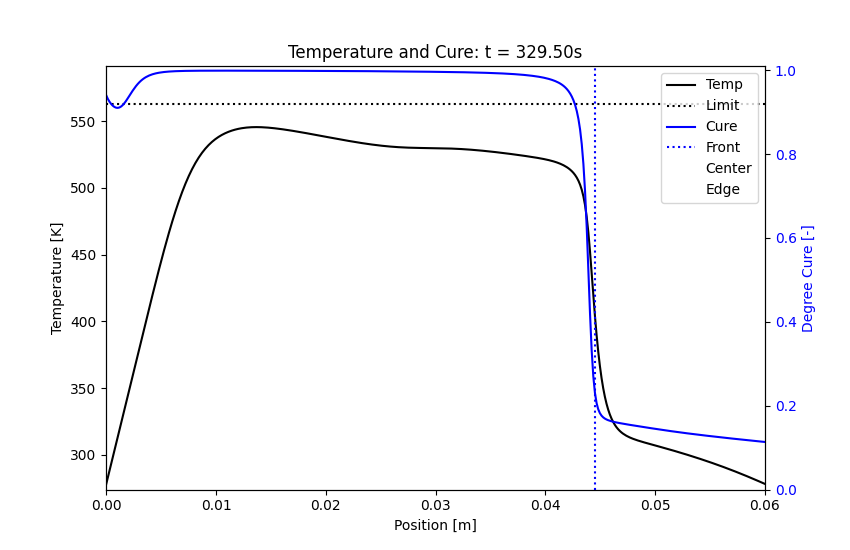 Temperature and Cure: t = 329.50s
Temp
Limit
Cure
Front
Center
Edge
Temperature [K]
550
500
450
400
350
300
1.0
0.8
0.6
0.4
0.2
0.0
Degree Cure [-]
0.00
0.01
0.02
0.03
0.04
0.05
0.06
Position [m]